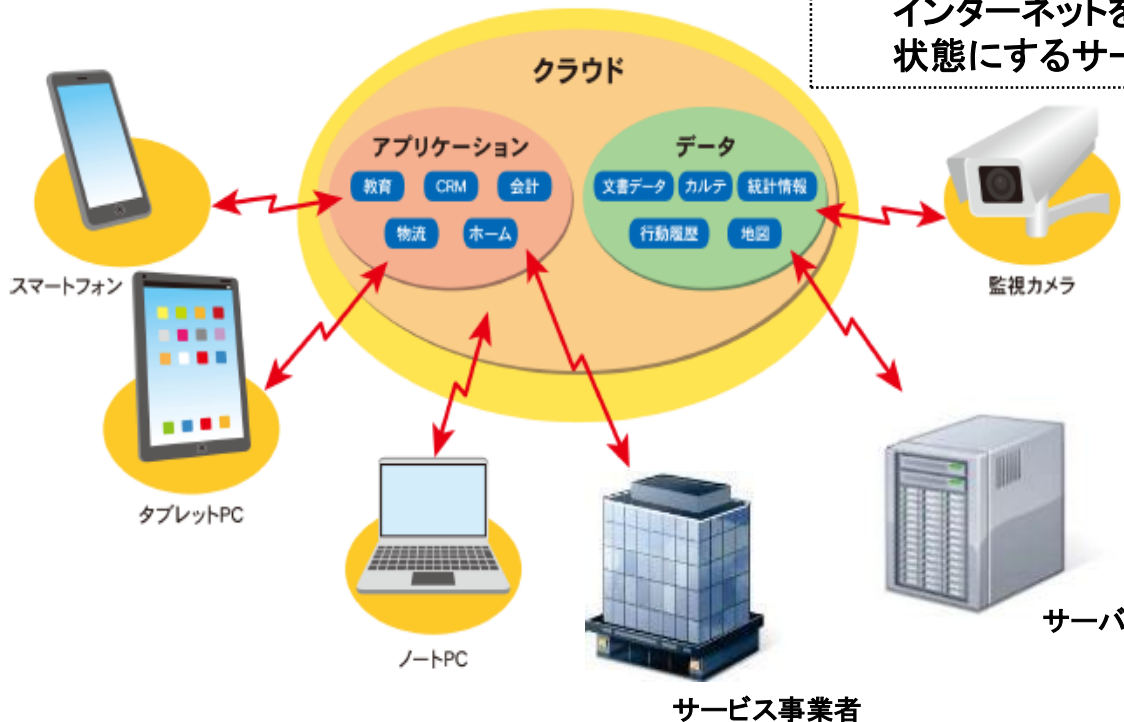 インターネットを
状態にするサー
クラウド
アプリケーション
教育 CRM 会計
物流 ホーム
データ
文書データ カルテ 統計情報
行動履歴 地図
スマートフォン
監視カメラ
タブレットPC
サーバ
ノートPC
サービス事業者